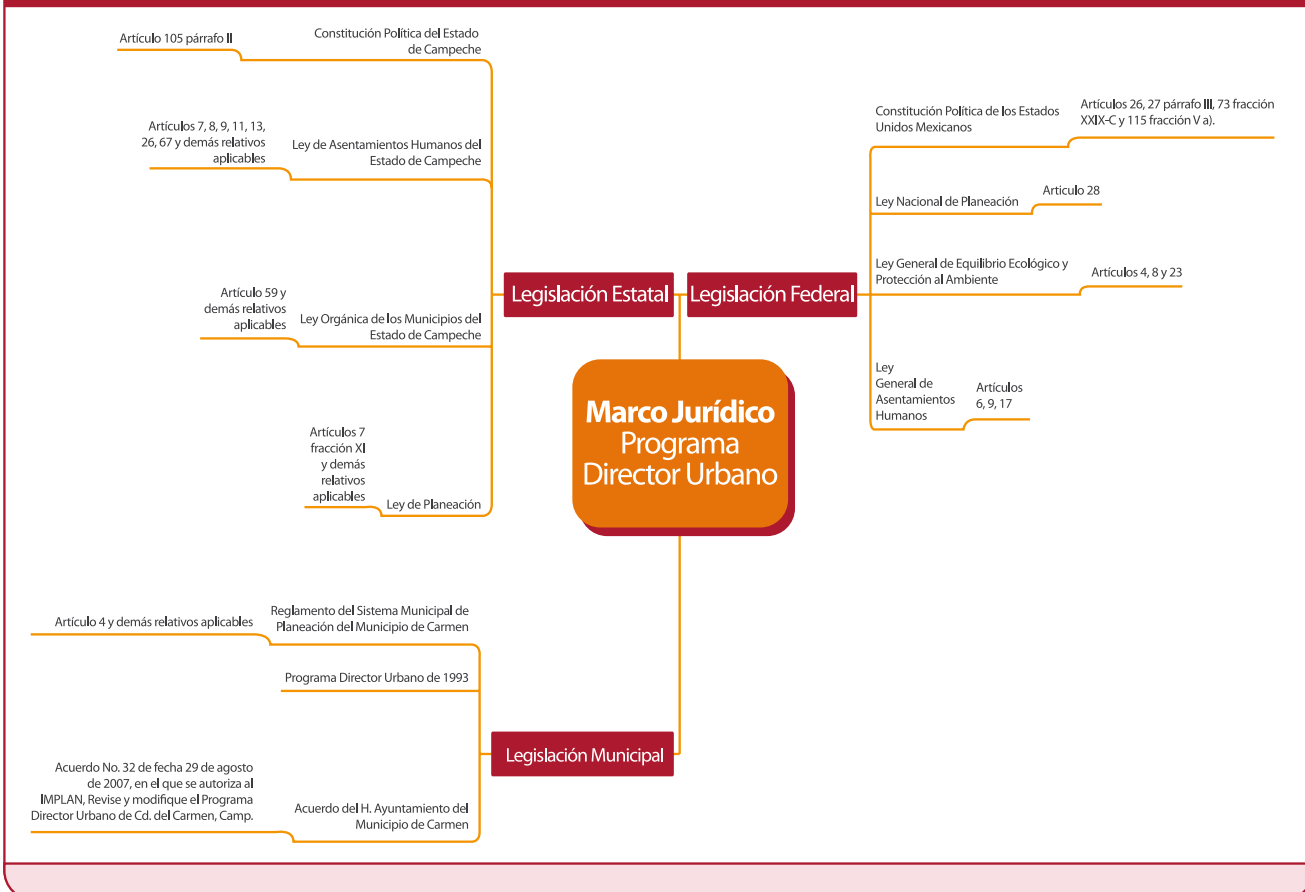 Artículo 105 párrafo II
Constitución Política del Estado
de Campeche
Artículos 7, 8, 9, 11, 13,
26, 67 y demás relativos
aplicables
Ley de Asentamientos Humanos del
Estado de Campeche
Artículo 59 y
demás relativos
aplicables
Ley Orgánica de los Municipios del
Estado de Campeche
Artículos 7
fracción XI
y demás
relativos
aplicables
Ley de Planeación
Legislación Estatal
Legislación Federal
Constitución Política de los Estados
Unidos Mexicanos
Artículos 26, 27 párrafo III, 73 fracción
XXIX-C y 115 fracción V a).
Ley Nacional de Planeación
Articulo 28
Ley General de Equilibrio Ecológico y
Protección al Ambiente
Artículos 4, 8 y 23
Ley
General de
Asentamientos
Humanos
Artículos
6, 9, 17
Marco Jurídico
Programa
Director Urbano
Artículo 4 y demás relativos aplicables
Reglamento del Sistema Municipal de
Planeación del Municipio de Carmen
Programa Director Urbano de 1993
Legislación Municipal
Acuerdo No. 32 de fecha 29 de agosto
de 2007, en el que se autoriza al
IMPLAN, Revise y modifique el Programa
Director Urbano de Cd. del Carmen, Camp.
Acuerdo del H. Ayuntamiento del
Municipio de Carmen